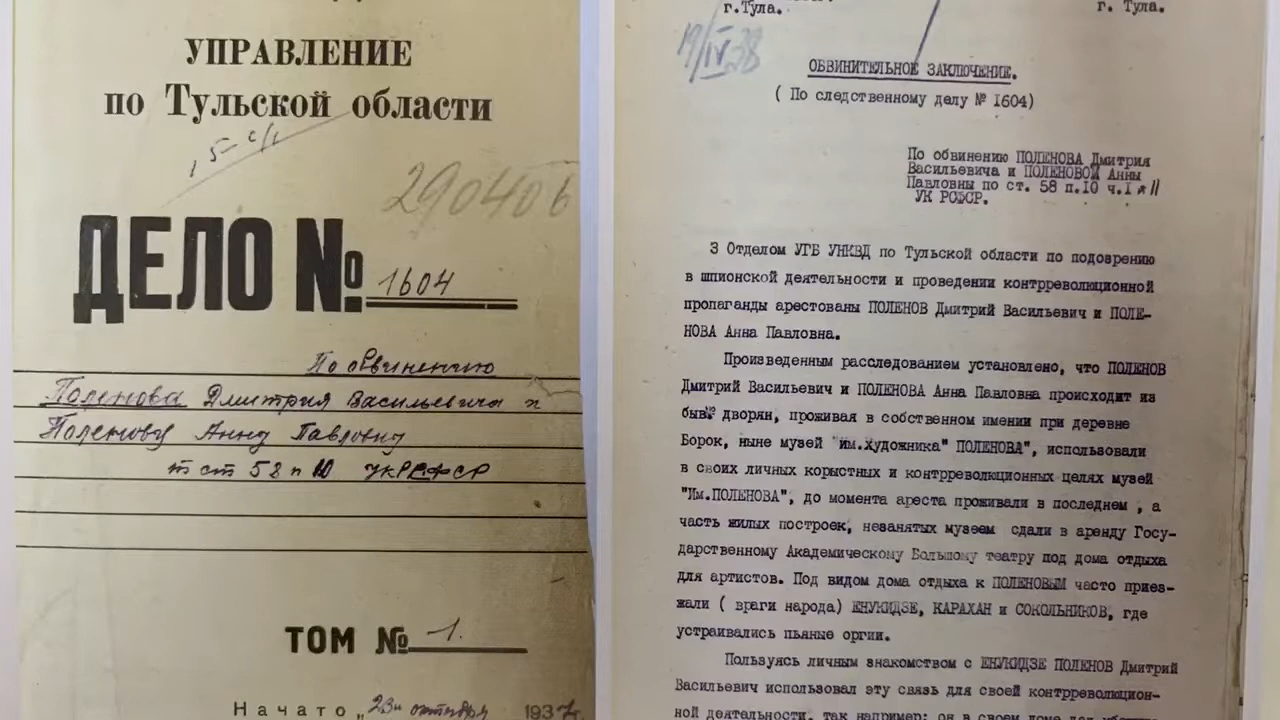 УПРАВЛЕНИЕ
по Тульской области
290406
ДЕЛО № 1604
По обвинению
Поленова Дмитрия Васильевича и
Поленову Анну Павловну
ст 58 п 10 УКРСФСР
ТОМ № 1.
Начато „23" октября 1937г.
г.Тула.
г. Тула.
19/IV 38
ОБВИНИТЕЛЬНОЕ ЗАКЛЮЧЕНИЕ.
( По следственному делу № 1604)
По обвинению ПОЛЕНОВА Дмитрия
Васильевича и ПОЛЕНОВОЙ Анны
Павловны по ст. 58 п.10 ч.I и 11
УК РСФСР.
3 Отделом УГБ УНКВД по Тульской области по подозрению
в шпионской деятельности и проведении контрреволюционной
пропаганды арестованы ПОЛЕНОВ Дмитрий Васильевич и ПОЛЕ-
НОВА Анна Павловна.
Произведенным расследованием установлено, что ПОЛЕНОВ
Дмитрий Васильевич и ПОЛЕНОВА Анна Павловна происходит из
быв. дворян, проживая в собственном имении при деревне
Борок, ныне музей "им.Художника" ПОЛЕНОВА", использовали
в своих личных корыстных и контрреволюционных целях музей
"Им.ПОЛЕНОВА", до момента ареста проживали в последнем , а
часть жилых построек, незанятых музеем сдали в аренду Госу-
дарственному Академическому Большому театру под дома отдыха
для артистов. Под видом дома отдыха к ПОЛЕНОВЫМ часто приез-
жали ( враги народа) ЕНУКИДЗЕ, КАРАХАН и СОКОЛЬНИКОВ, где
устраивались пьяные оргии.
Пользуясь личным знакомством с ЕНУКИДЗЕ ПОЛЕНОВ Дмитрий
Васильевич использовал эту связь для своей контрреволюцион-
ной деятельности, так например: он в своем доме